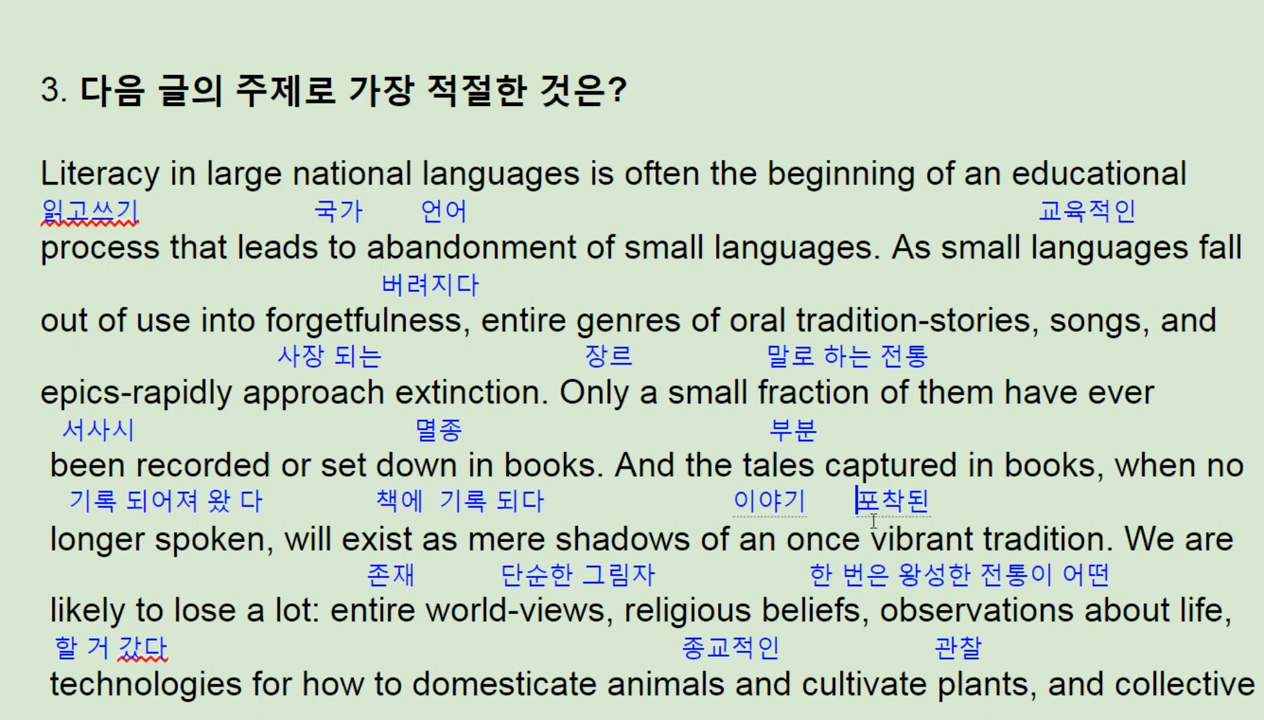 3. 다음 글의 주제로 가장 적절한 것은?
Literacy in large national languages is often the beginning of an educational
읽고쓰기 국가 언어 교육적인
process that leads to abandonment of small languages. As small languages fall
버려지다
out of use into forgetfulness, entire genres of oral tradition-stories, songs, and
사장 되는 장르 말로 하는 전통
epics-rapidly approach extinction. Only a small fraction of them have ever
서사시 멸종 부분
been recorded or set down in books. And the tales captured in books, when no
기록 되어져 왔 다 책에 기록 되다 이야기 포착된
longer spoken, will exist as mere shadows of an once vibrant tradition. We are
존재 단순한 그림자 한 번은 왕성한 전통이 어떤
likely to lose a lot: entire world-views, religious beliefs, observations about life,
할 거 갔다 종교적인 관찰
technologies for how to domesticate animals and cultivate plants, and collective